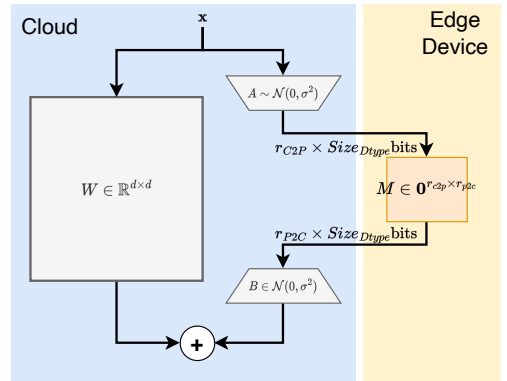 Cloud
Edge
Device
x
A ∼ 𝒩(0, σ²)
r_{C2P} × Size_{Dtype}bits
W ∈ ℝ^{d×d}
M ∈ 0^{r_{c2p}×r_{p2c}}
r_{P2C} × Size_{Dtype}bits
B ∈ 𝒩(0, σ²)
+